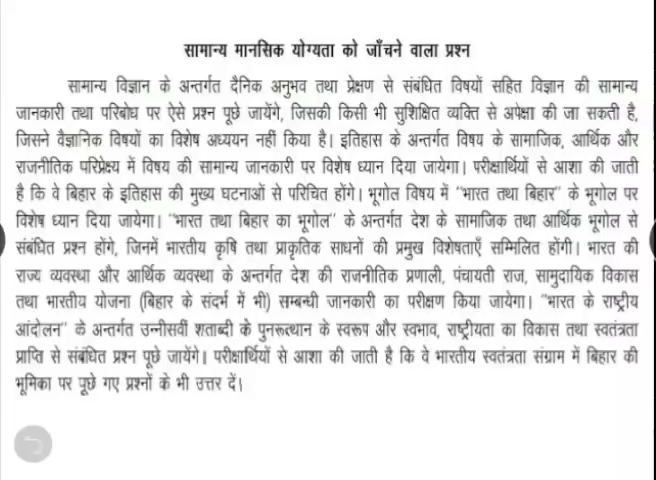 सामान्य मानसिक योग्यता को जाँचने वाला प्रश्न
सामान्य विज्ञान के अन्तर्गत दैनिक अनुभव तथा प्रेक्षण से संबंधित विषयों सहित विज्ञान की सामान्य
जानकारी तथा परिबोध पर ऐसे प्रश्न पूछे जायेंगे, जिसकी किसी भी सुशिक्षित व्यक्ति से अपेक्षा की जा सकती है,
जिसने वैज्ञानिक विषयों का विशेष अध्ययन नहीं किया है। इतिहास के अन्तर्गत विषय के सामाजिक, आर्थिक और
राजनीतिक परिप्रेक्ष्य में विषय की सामान्य जानकारी पर विशेष ध्यान दिया जायेगा। परीक्षार्थियों से आशा की जाती
है कि वे बिहार के इतिहास की मुख्य घटनाओं से परिचित होंगे। भूगोल विषय में "भारत तथा बिहार" के भूगोल पर
विशेष ध्यान दिया जायेगा। "भारत तथा बिहार का भूगोल" के अन्तर्गत देश के सामाजिक तथा आर्थिक भूगोल से
संबंधित प्रश्न होंगे, जिनमें भारतीय कृषि तथा प्राकृतिक साधनों की प्रमुख विशेषताएँ सम्मिलित होंगी। भारत की
राज्य व्यवस्था और आर्थिक व्यवस्था के अन्तर्गत देश की राजनीतिक प्रणाली, पंचायती राज, सामुदायिक विकास
तथा भारतीय योजना (बिहार के संदर्भ में भी) सम्बन्धी जानकारी का परीक्षण किया जायेगा। "भारत के राष्ट्रीय
आंदोलन" के अन्तर्गत उन्नीसवीं शताब्दी के पुनरूत्थान के स्वरूप और स्वभाव, राष्ट्रीयता का विकास तथा स्वतंत्रता
प्राप्ति से संबंधित प्रश्न पूछे जायेंगे। परीक्षार्थियों से आशा की जाती है कि वे भारतीय स्वतंत्रता संग्राम में बिहार की
भूमिका पर पूछे गए प्रश्नों के भी उत्तर दें।